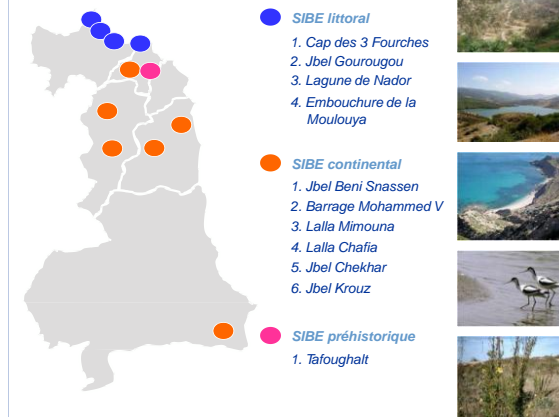 SIBE littoral
1. Cap des 3 Fourches
2. Jbel Gourougou
3. Lagune de Nador
4. Embouchure de la
Moulouya
SIBE continental
1. Jbel Beni Snassen
2. Barrage Mohammed V
3. Lalla Mimouna
4. Lalla Chafia
5. Jbel Chekhar
6. Jbel Krouz
SIBE préhistorique
1. Tafoughalt